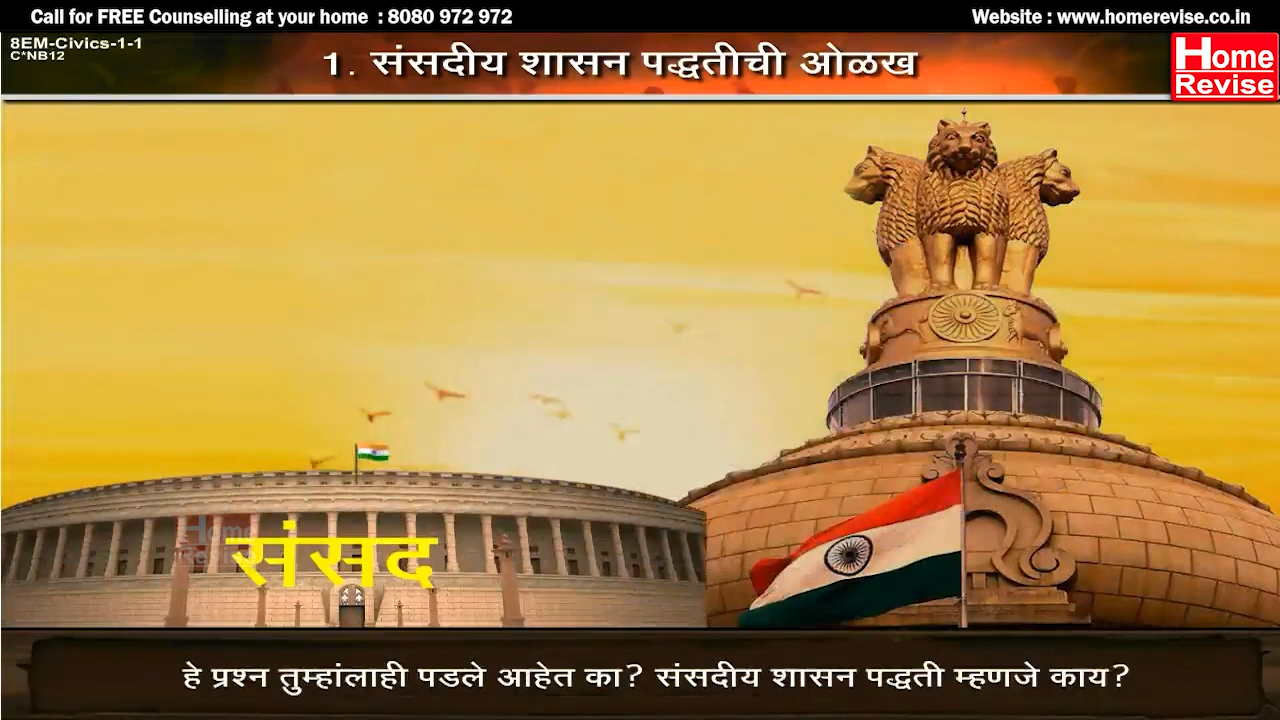 Call for FREE Counselling at your home : 8080 972 972
Website : www.homerevise.co.in
8EM-Civics-1-1
C*NB12
1. संसदीय शासन पद्धतीची ओळख
Home
Revise
Home
संसद
हे प्रश्न तुम्हांलाही पडले आहेत का? संसदीय शासन पद्धती म्हणजे काय?